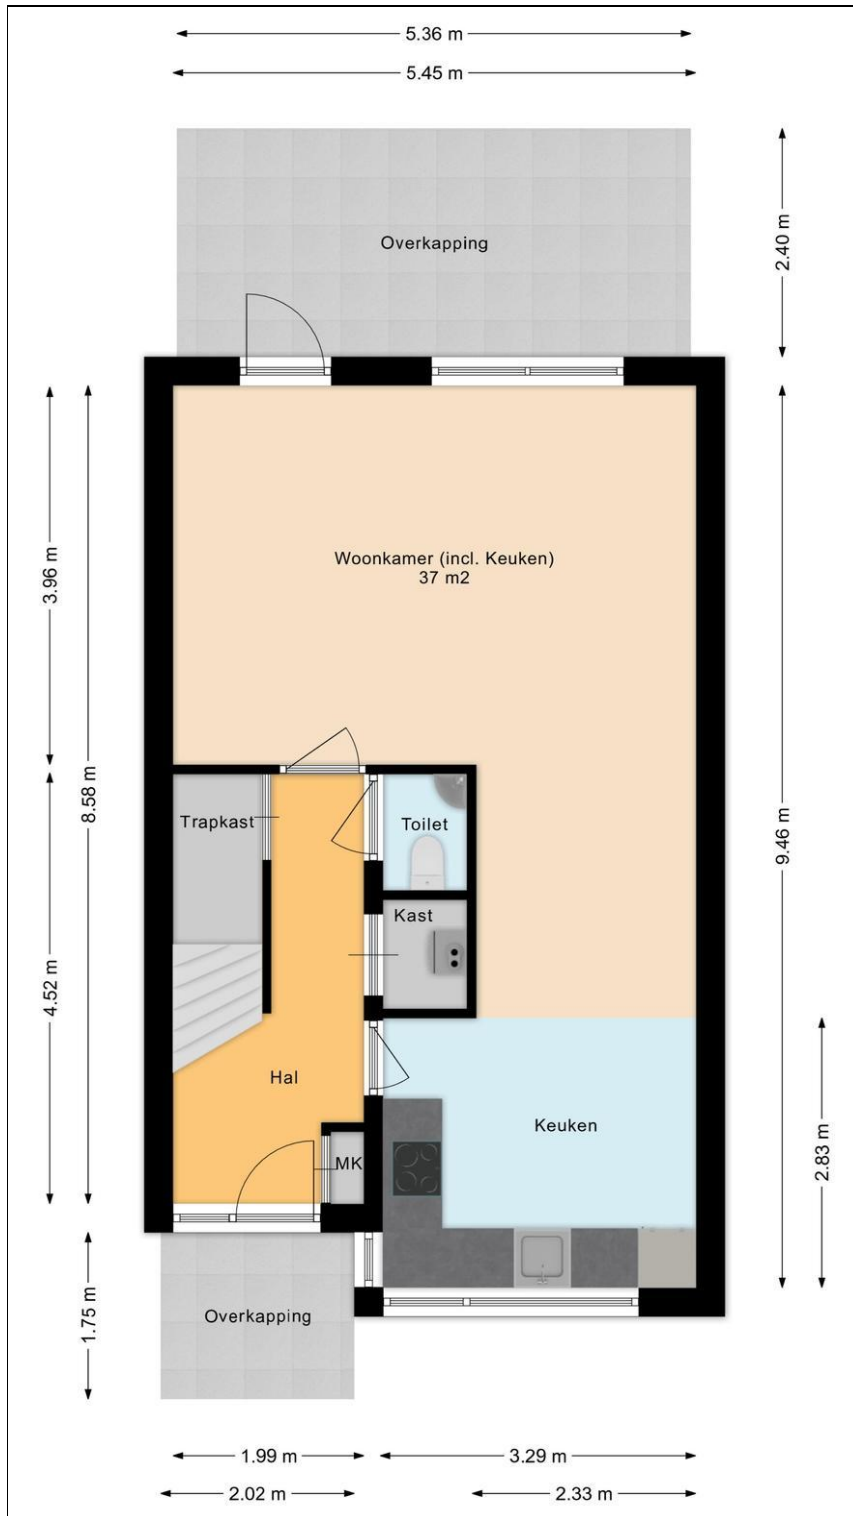 5.36 m
5.45 m
2.40 m
Overkapping
3.96 m
8.58 m
Woonkamer (incl. Keuken)
37 m2
9.46 m
Trapkast
Toilet
Kast
4.52 m
Hal
Keuken
MK
2.83 m
1.75 m
Overkapping
1.99 m
3.29 m
2.02 m
2.33 m